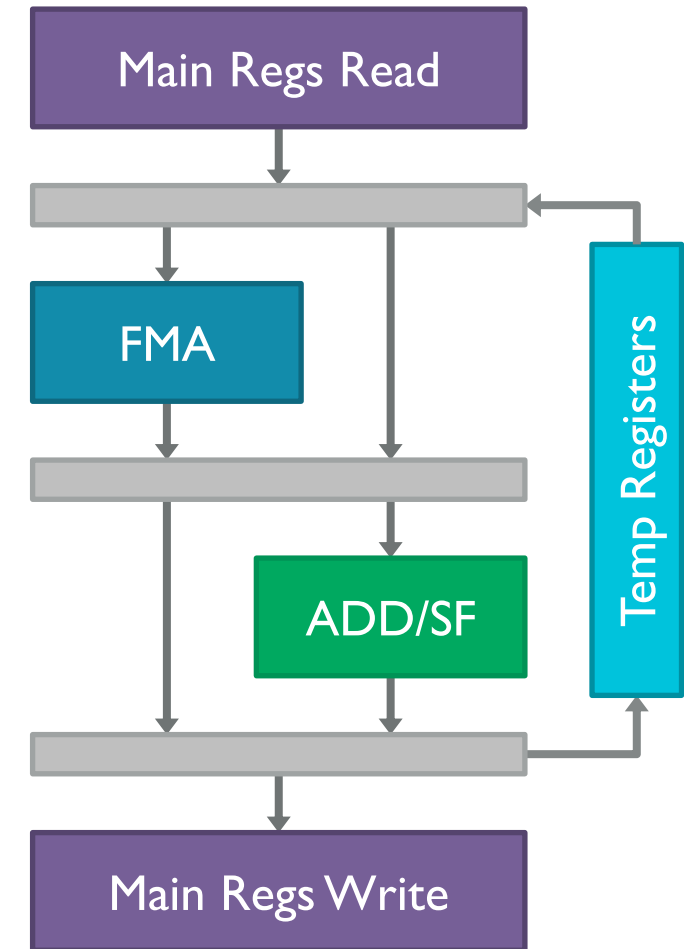 Main Regs Read
FMA
Temp Registers
ADD/SF
Main Regs Write